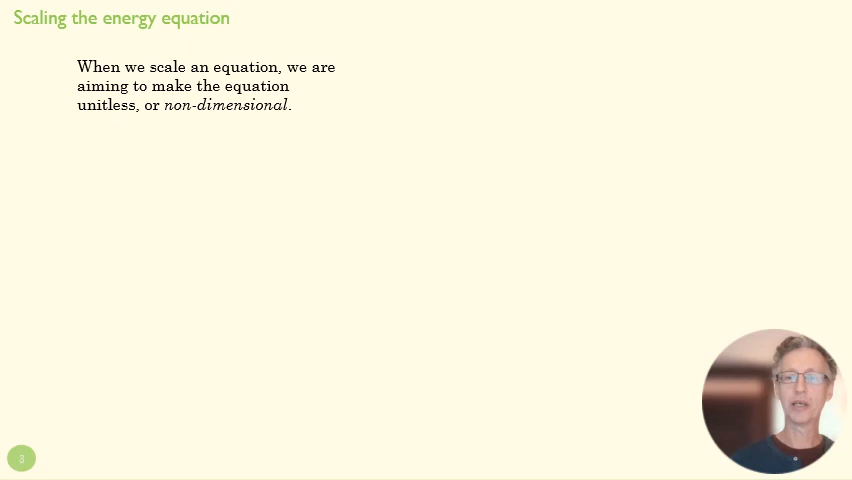 Scaling the energy equation
When we scale an equation, we are
aiming to make the equation
unitless, or non-dimensional.
3